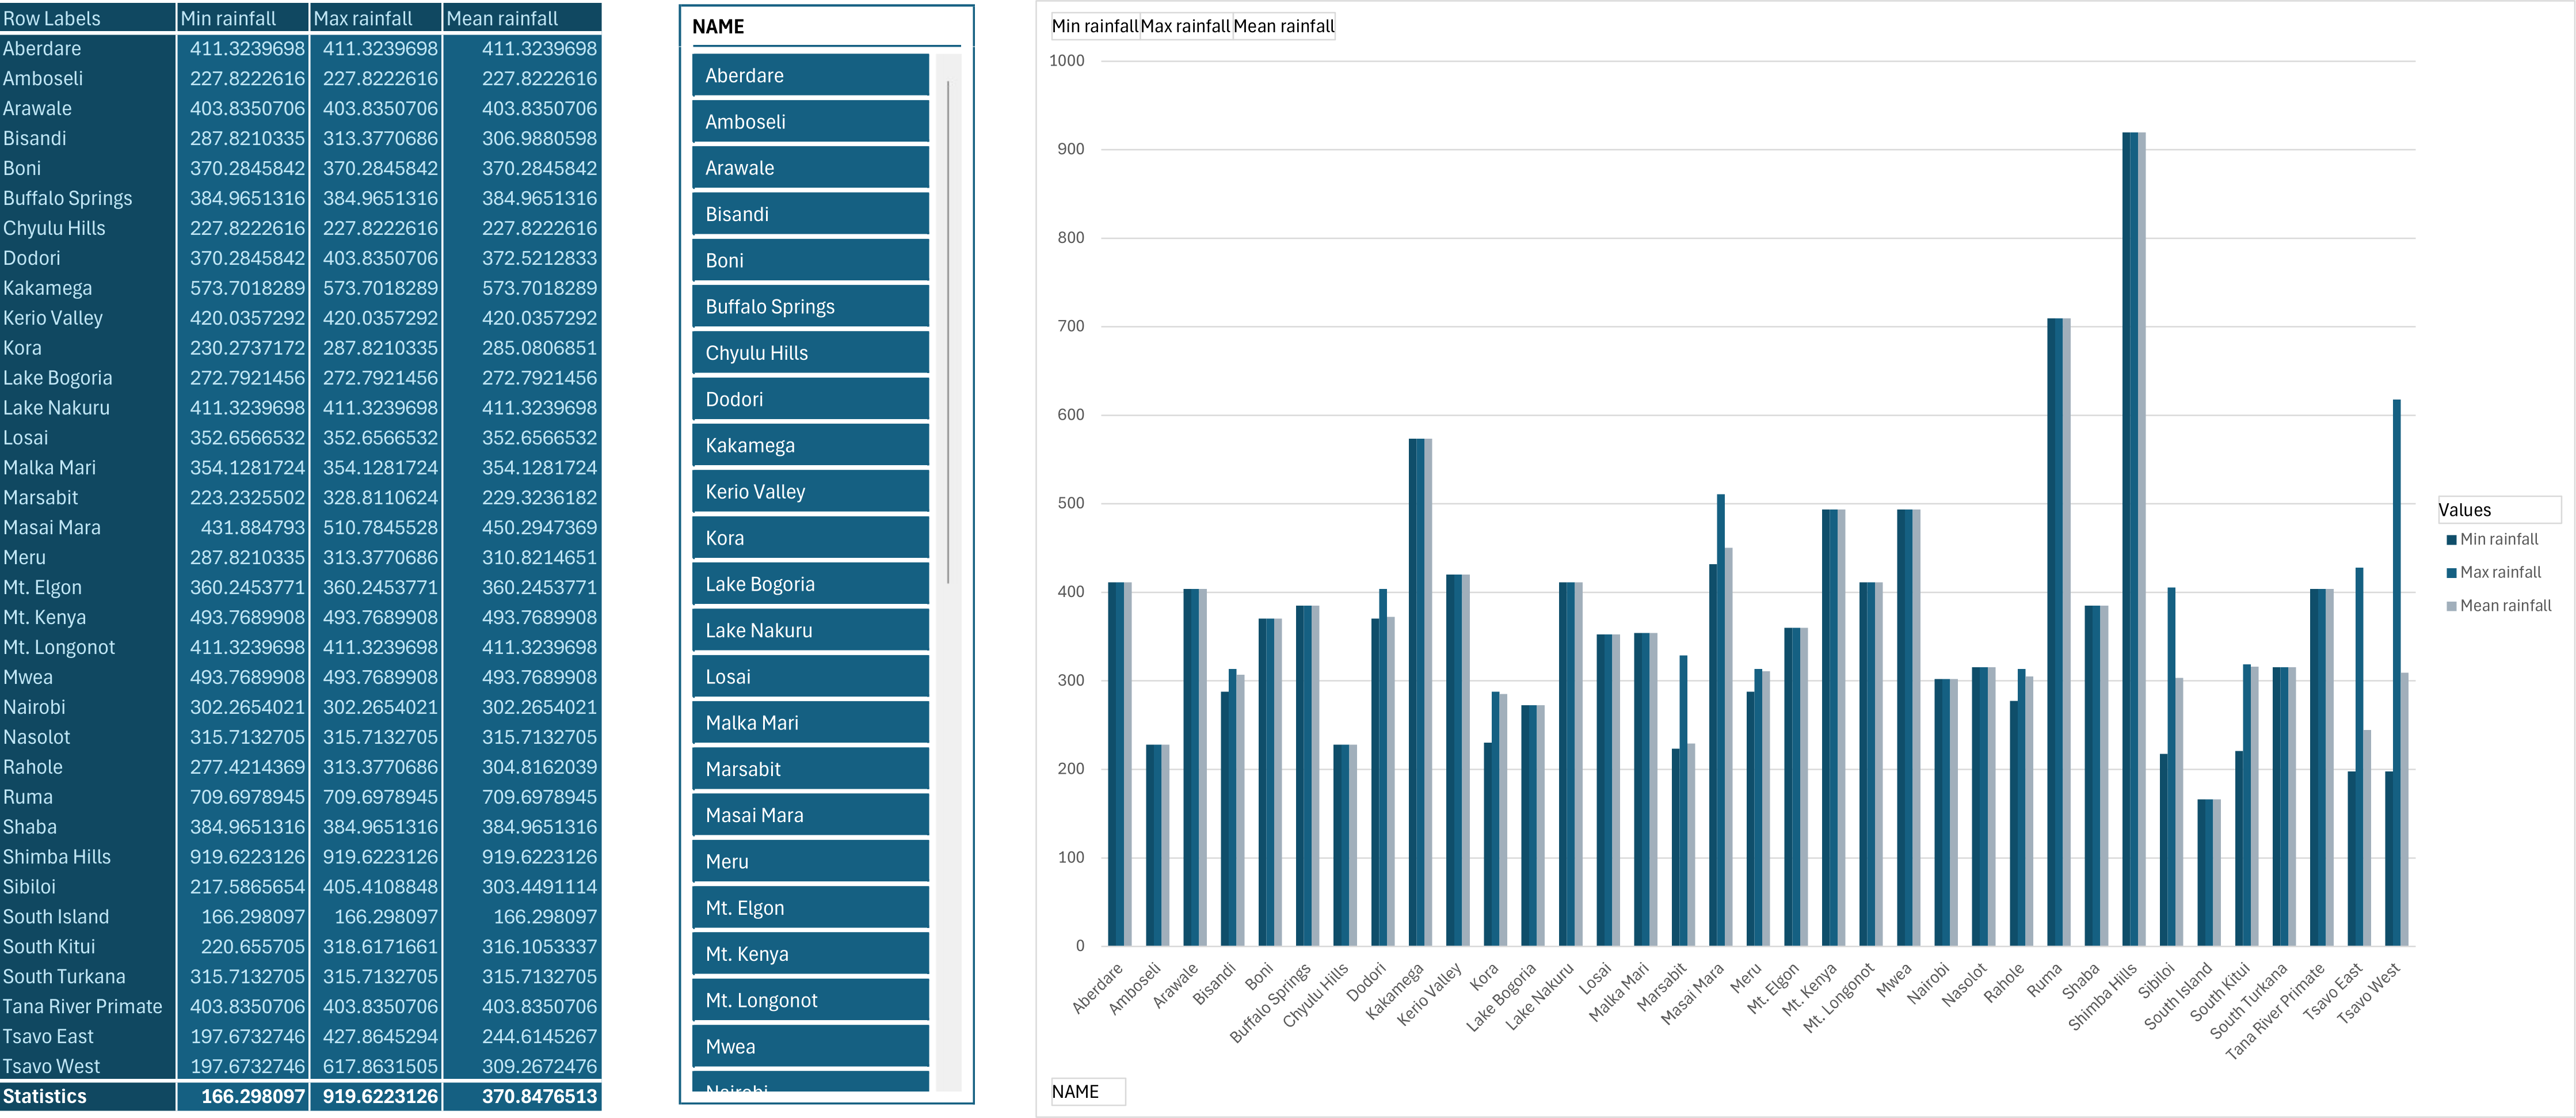 Row Labels Min rainfall Max rainfall Mean rainfall
Aberdare 411.3239698 411.3239698 411.3239698
Amboseli 227.8222616 227.8222616 227.8222616
Arawale 403.8350706 403.8350706 403.8350706
Bisandi 287.8210335 313.3770686 306.9880598
Boni 370.2845842 370.2845842 370.2845842
Buffalo Springs 384.9651316 384.9651316 384.9651316
Chyulu Hills 227.8222616 227.8222616 227.8222616
Dodori 370.2845842 403.8350706 372.5212833
Kakamega 573.7018289 573.7018289 573.7018289
Kerio Valley 420.0357292 420.0357292 420.0357292
Kora 230.2737172 287.8210335 285.0806851
Lake Bogoria 272.7921456 272.7921456 272.7921456
Lake Nakuru 411.3239698 411.3239698 411.3239698
Losai 352.6566532 352.6566532 352.6566532
Malka Mari 354.1281724 354.1281724 354.1281724
Marsabit 223.2325502 328.8110624 229.3236182
Masai Mara 431.884793 510.7845528 450.2947369
Meru 287.8210335 313.3770686 310.8214651
Mt. Elgon 360.2453771 360.2453771 360.2453771
Mt. Kenya 493.7689908 493.7689908 493.7689908
Mt. Longonot 411.3239698 411.3239698 411.3239698
Mwea 493.7689908 493.7689908 493.7689908
Nairobi 302.2654021 302.2654021 302.2654021
Nasolot 315.7132705 315.7132705 315.7132705
Rahole 277.4214369 313.3770686 304.8162039
Ruma 709.6978945 709.6978945 709.6978945
Shaba 384.9651316 384.9651316 384.9651316
Shimba Hills 919.6223126 919.6223126 919.6223126
Sibiloi 217.5865654 405.4108848 303.4491114
South Island 166.298097 166.298097 166.298097
South Kitui 220.655705 318.6171661 316.1053337
South Turkana 315.7132705 315.7132705 315.7132705
Tana River Primate 403.8350706 403.8350706 403.8350706
Tsavo East 197.6732746 427.8645294 244.6145267
Tsavo West 197.6732746 617.8631505 309.2672476
Statistics 166.298097 919.6223126 370.8476513
NAME
Aberdare
Amboseli
Arawale
Bisandi
Boni
Buffalo Springs
Chyulu Hills
Dodori
Kakamega
Kerio Valley
Kora
Lake Bogoria
Lake Nakuru
Losai
Malka Mari
Marsabit
Masai Mara
Meru
Mt. Elgon
Mt. Kenya
Mt. Longonot
Mwea
Nairobi
Min rainfall Max rainfall Mean rainfall
1000
900
800
700
600
500
400
300
200
100
0
Aberdare
Amboseli
Arawale
Bisandi
Boni
Buffalo Springs
Chyulu Hills
Dodori
Kakamega
Kerio Valley
Kora
Lake Bogoria
Lake Nakuru
Losai
Malka Mari
Marsabit
Masai Mara
Meru
Mt. Elgon
Mt. Kenya
Mt. Longonot
Mwea
Nairobi
Nasolot
Rahole
Ruma
Shaba
Shimba Hills
Sibiloi
South Island
South Kitui
South Turkana
Tana River Primate
Tsavo East
Tsavo West
Values
Min rainfall
Max rainfall
Mean rainfall
NAME